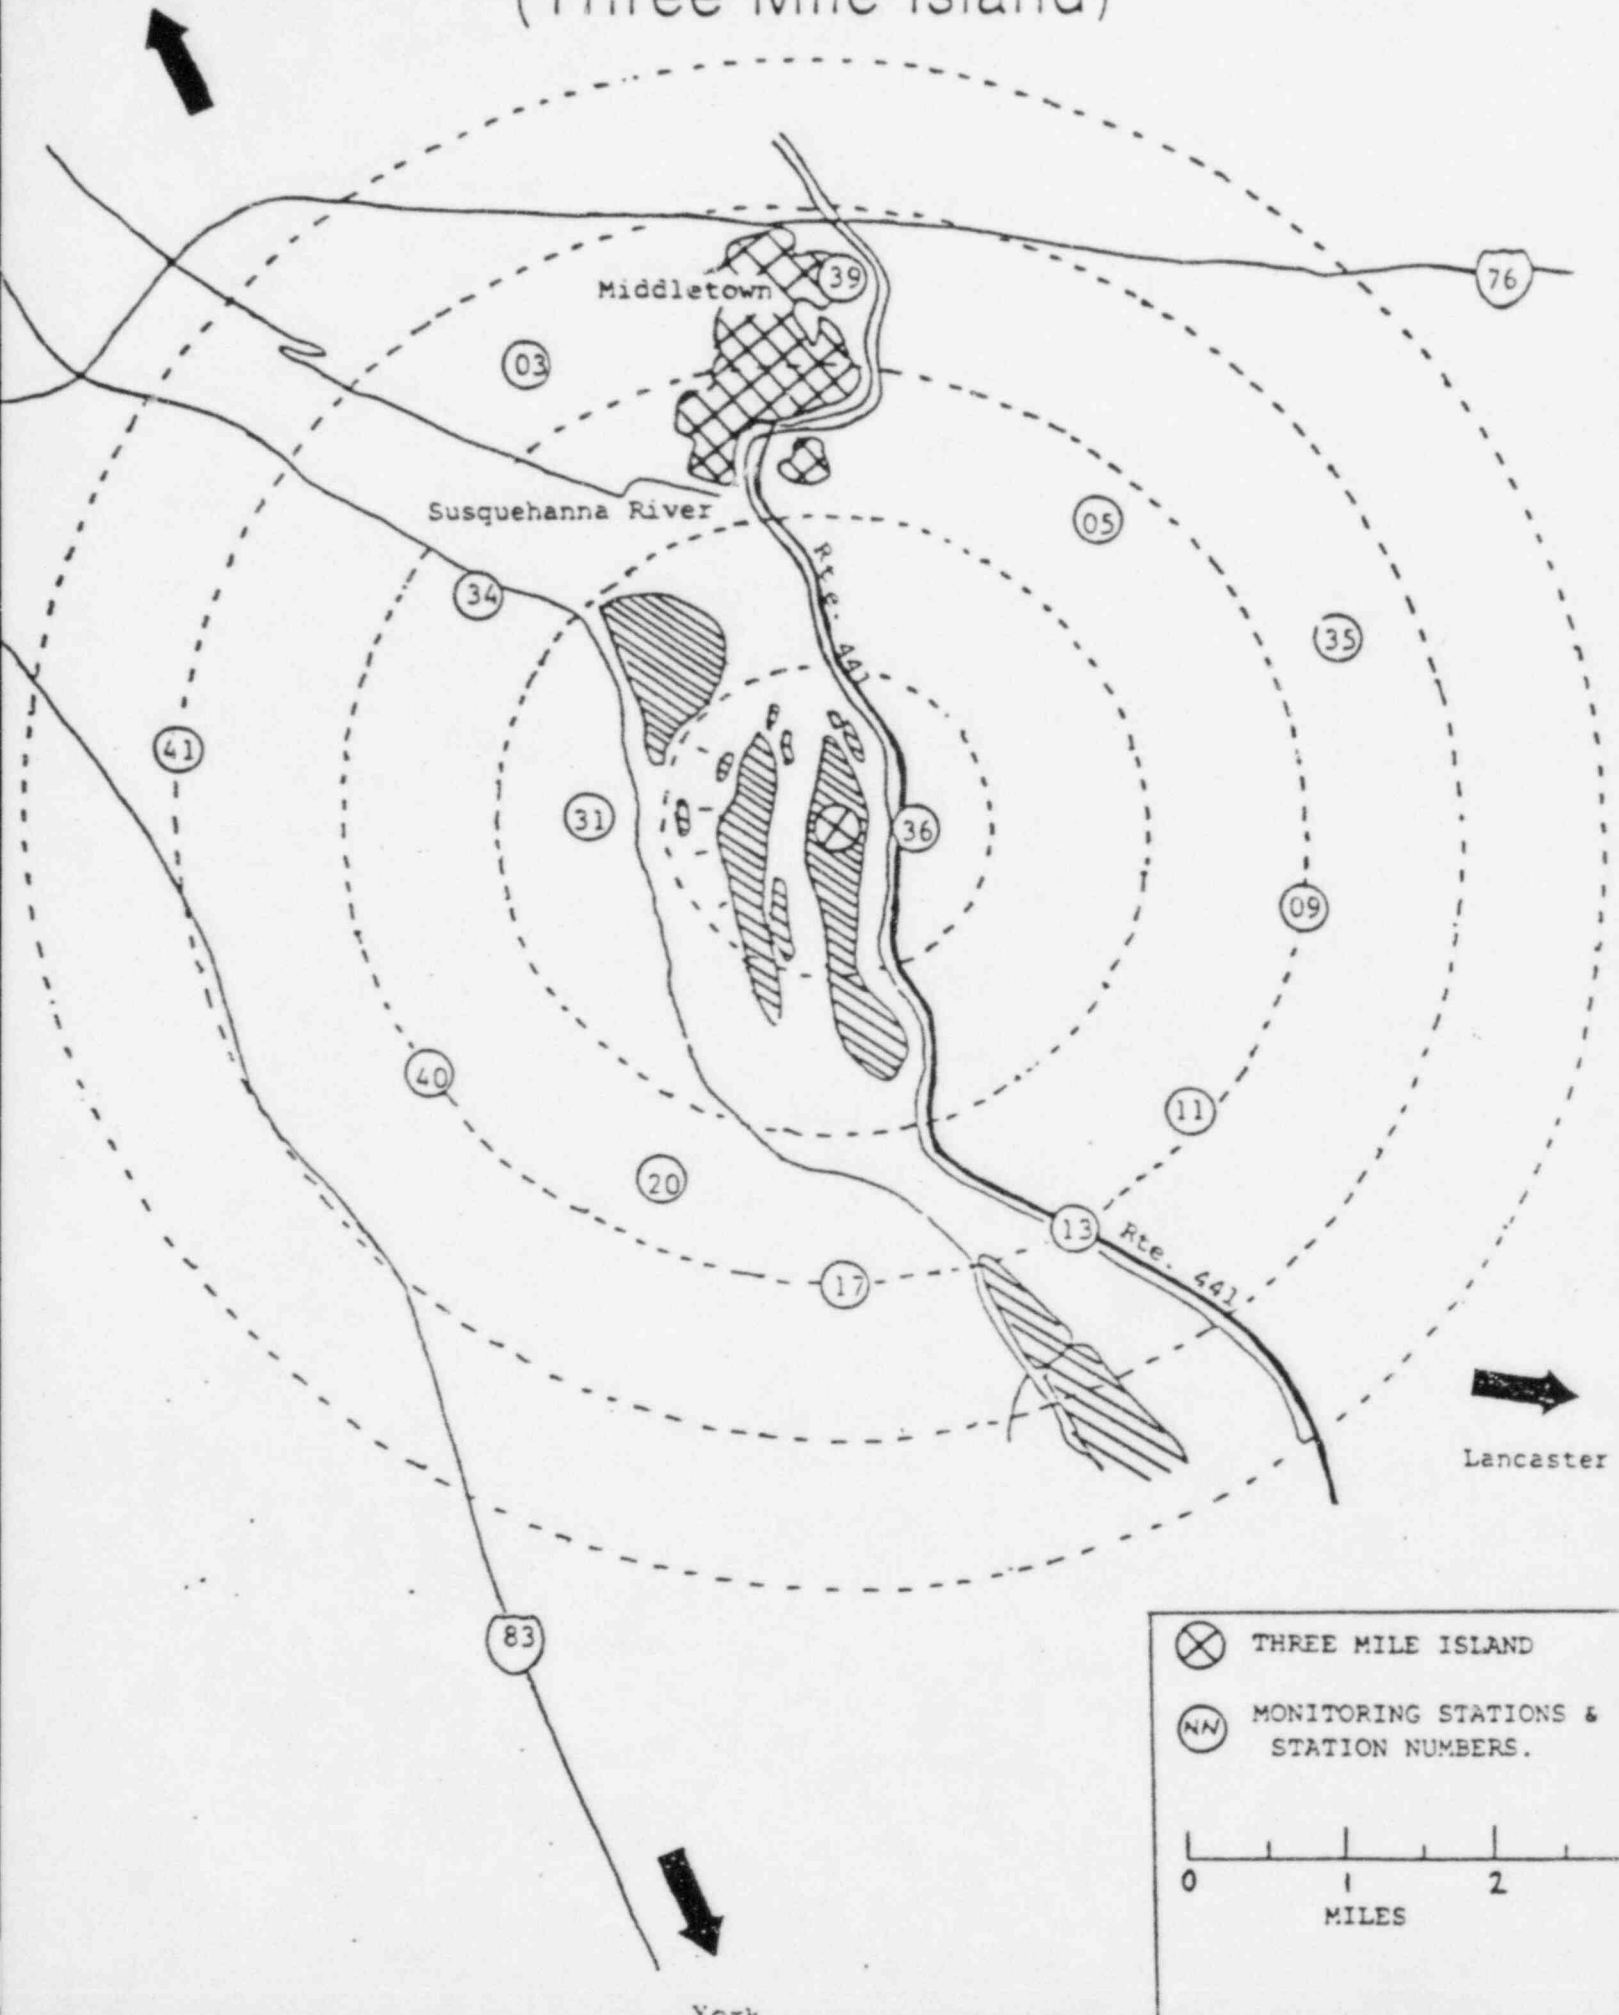 (Three Mile Island)
76
39
Middletown
03
Susquehanna River
05
Rte. 441
34
35
41
31
36
09
40
11
20
13
Rte. 441
17
Lancaster
83
THREE MILE ISLAND
NN
MONITORING STATIONS &
STATION NUMBERS.
0 1 2
MILES
York